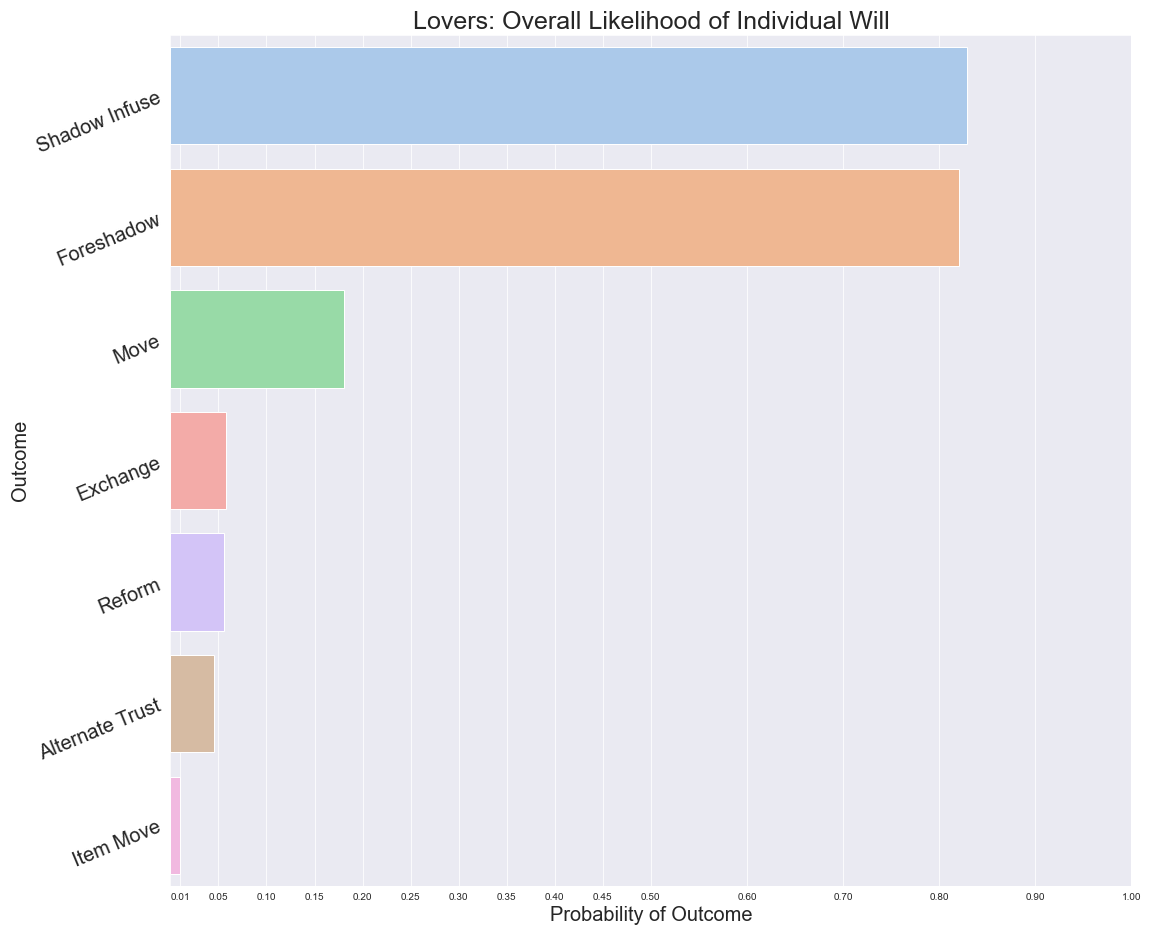 Lovers: Overall Likelihood of Individual Will
Outcome
Shadow Infuse
Foreshadow
Move
Exchange
Reform
Alternate Trust
Item Move
0.01 0.05 0.10 0.15 0.20 0.25 0.30 0.35 0.40 0.45 0.50 0.60 0.70 0.80 0.90 1.00
Probability of Outcome